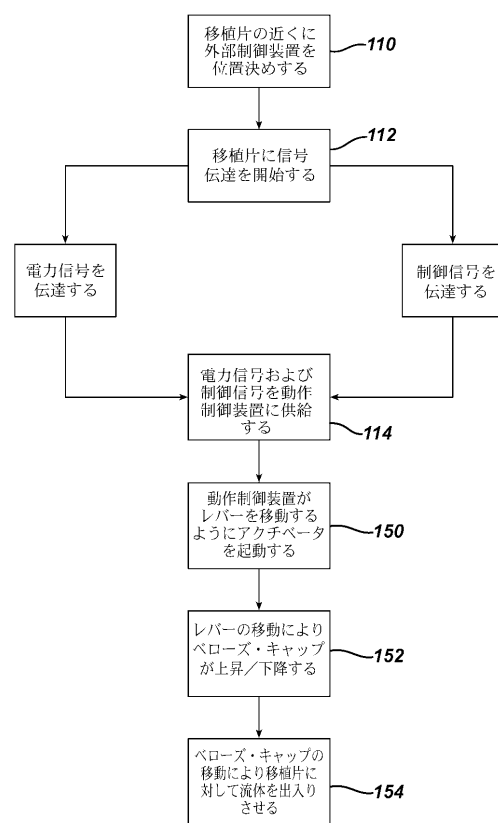 移植片の近くに
外部制御装置を
位置決めする
110
移植片に信号
伝達を開始する
112
電力信号を
伝達する
制御信号を
伝達する
電力信号および
制御信号を動作
制御装置に供給
する
114
動作制御装置が
レバーを移動する
ようにアクチベータ
を起動する
150
レバーの移動により
ベローズ・キャップ
が上昇／下降する
152
ベローズ・キャップの
移動により移植片に
対して流体を出入り
させる
154